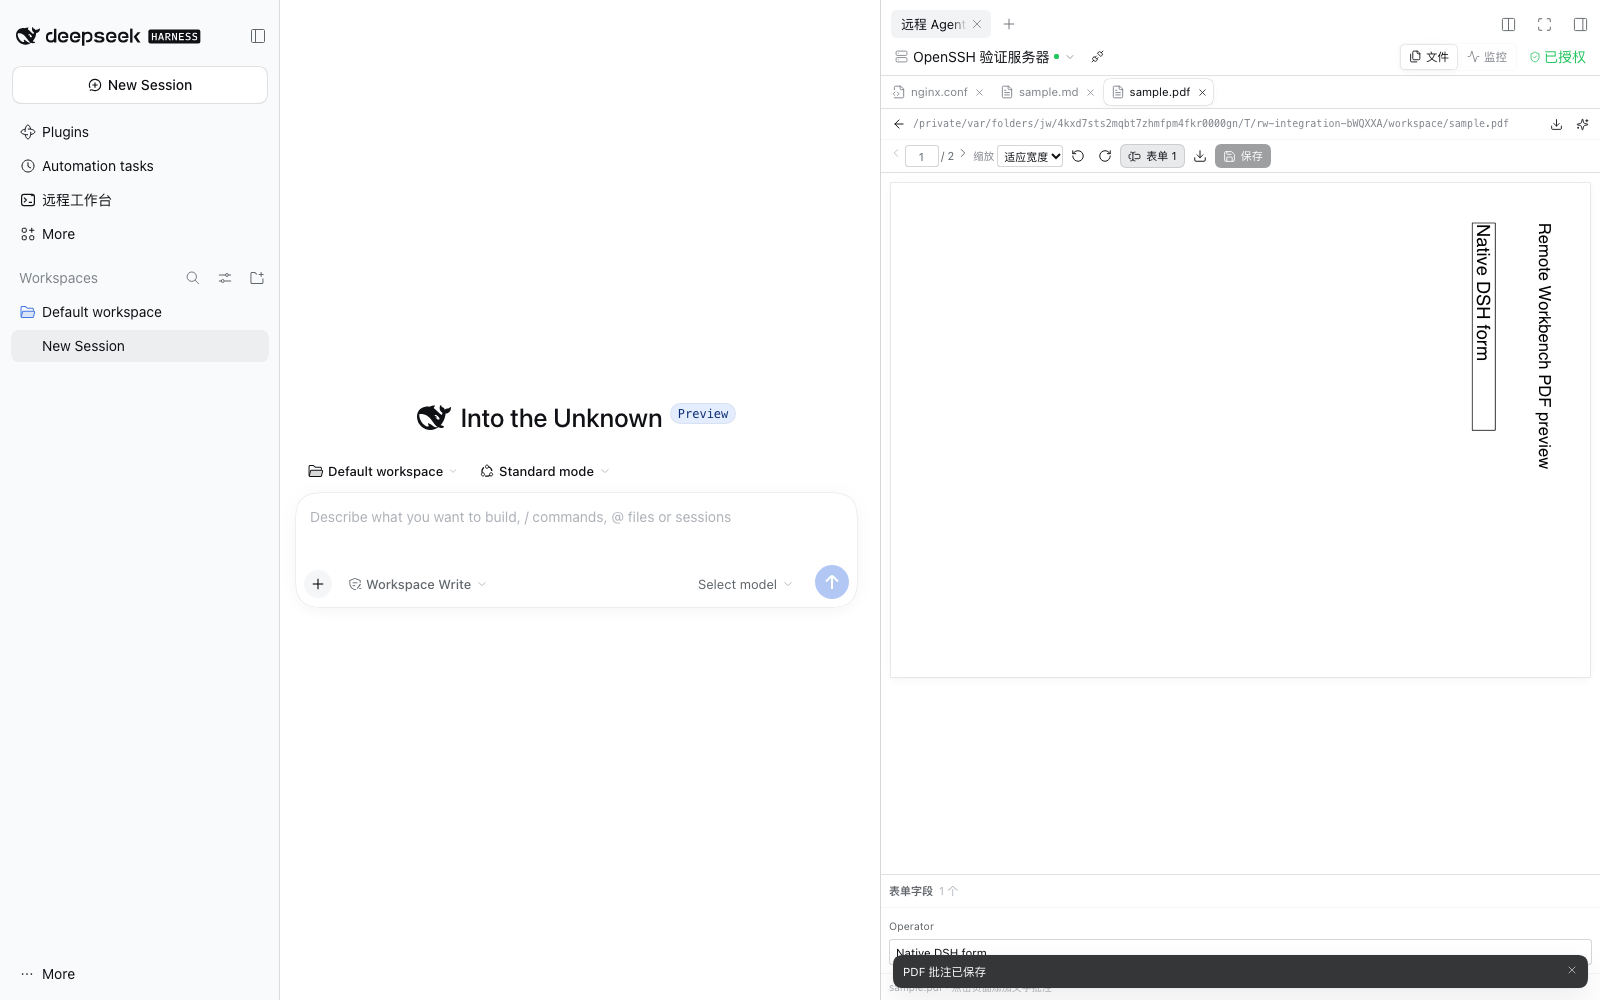 deepseek HARNESS
New Session
Plugins
Automation tasks
远程工作台
More
Workspaces
Default workspace
New Session
More
Into the Unknown Preview
Default workspace Standard mode
Describe what you want to build, / commands, @ files or sessions
Workspace Write Select model
远程 Agent
OpenSSH 验证服务器 文件 监控 已授权
nginx.conf sample.md sample.pdf
/private/var/folders/jw/4kxd7sts2mqbt7zhmfpm4fkr0000gn/T/rw-integration-bWQXXA/workspace/sample.pdf
1 / 2 缩放 适应宽度 表单 1 保存
Remote Workbench PDF preview
Native DSH form
表单字段 1 个
Operator
Native DSH form
PDF 批注已保存
sample.pdf